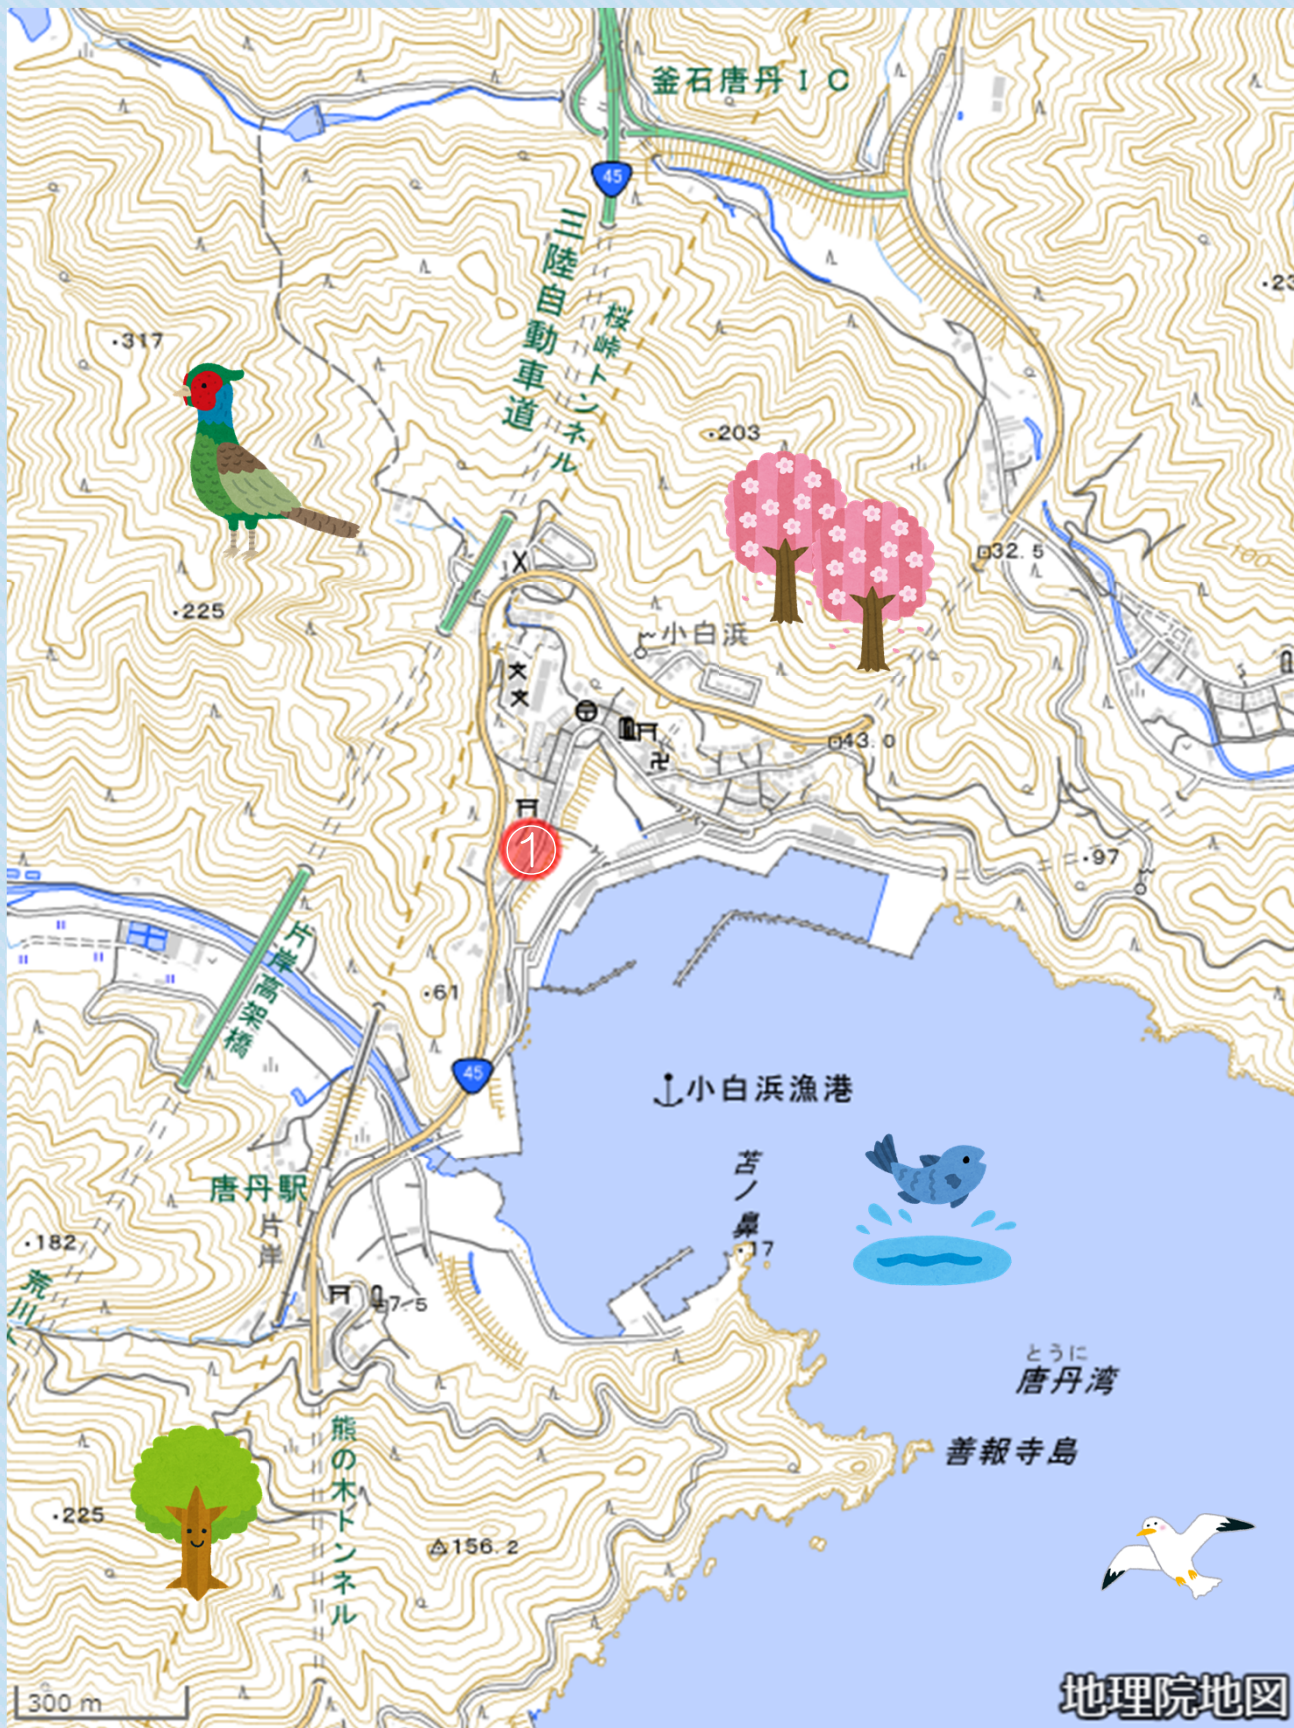 釜石唐丹ＩＣ
45
三陸自動車道
桜峠トンネル
・317
・203
・225
32.5
100
小白浜
43.0
①
・97
片岸高架橋
・61
45
小白浜漁港
苫ノ鼻
17
唐丹駅
片岸
・182
荒川
7.5
とうに
唐丹湾
善報寺島
熊の木トンネル
・225
156.2
300 m
地理院地図